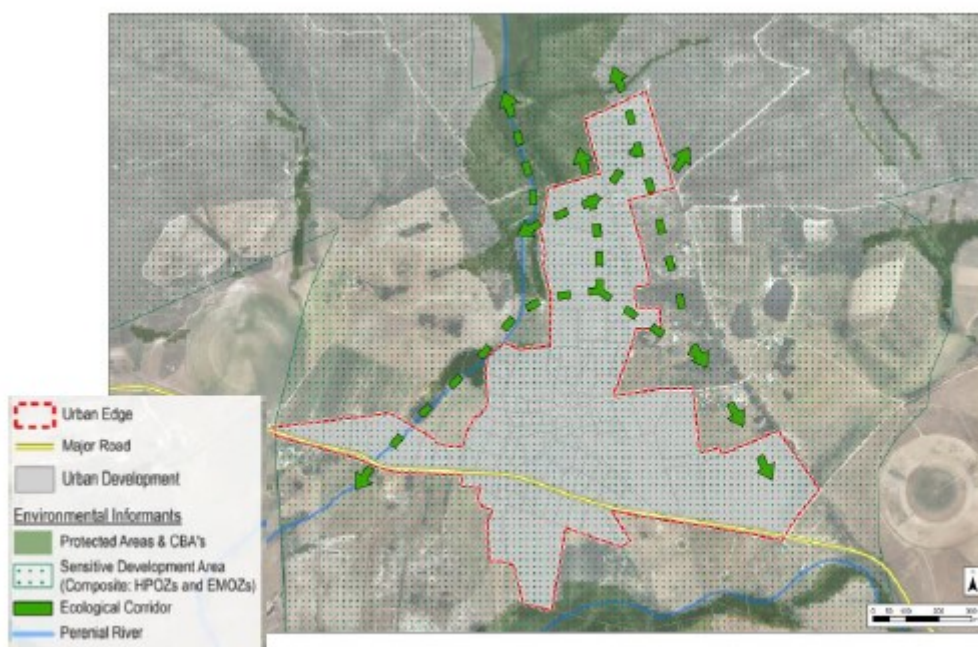 Urban Edge
Major Road
Urban Development
Environmental Informants
Protected Areas & CBA's
Sensitive Development Area
(Composite: HPOZs and EMOZs)
Ecological Corridor
Perenial River